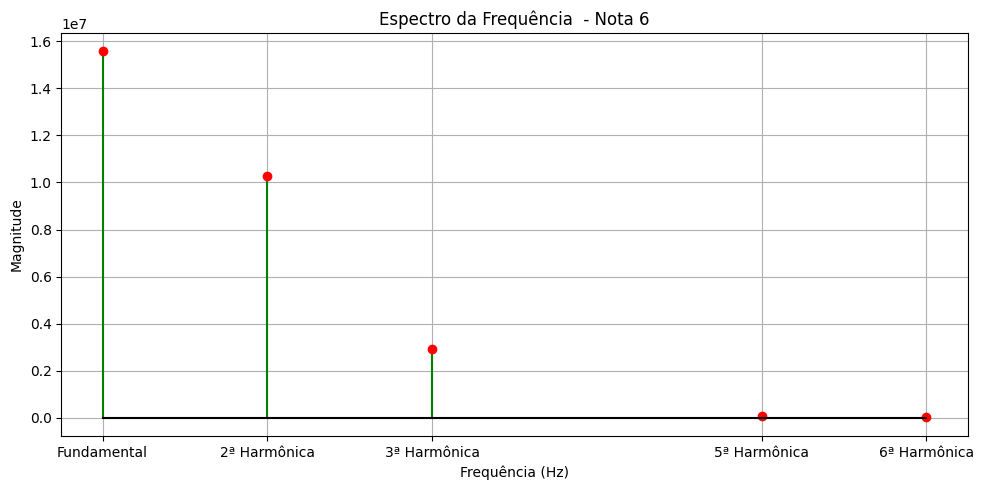 Espectro da Frequência  - Nota 6
1e7
1.6
1.4
1.2
1.0
0.8
0.6
0.4
0.2
0.0
Magnitude
Fundamental 2ª Harmônica 3ª Harmônica 5ª Harmônica 6ª Harmônica
Frequência (Hz)